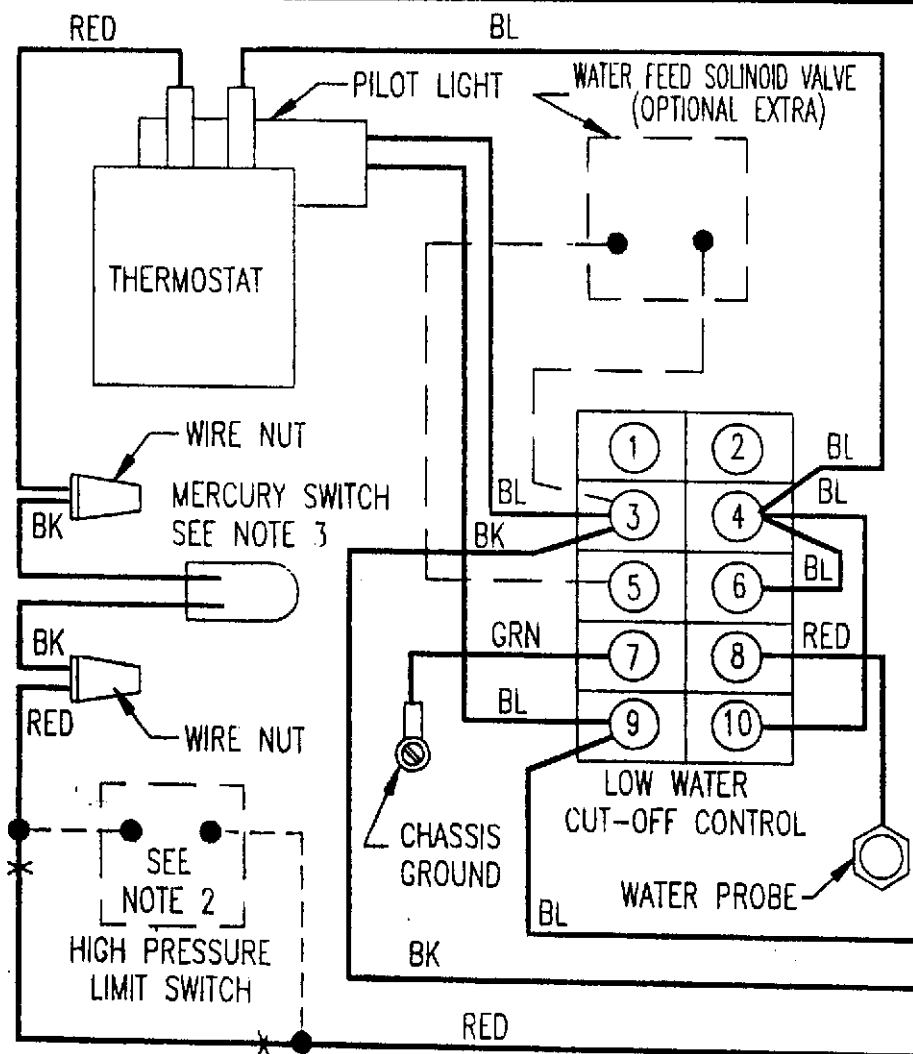 RED
BL
PILOT LIGHT
WATER FEED SOLINOID VALVE
(OPTIONAL EXTRA)
THERMOSTAT
WIRE NUT
BK
MERCURY SWITCH
SEE NOTE 3
BK
RED
WIRE NUT
1
2
BL
BL
3
4
BL
BK
5
6
BL
GRN
7
8
RED
BL
9
10
LOW WATER
CUT-OFF CONTROL
CHASSIS
GROUND
WATER PROBE
SEE
NOTE 2
HIGH PRESSURE
LIMIT SWITCH
BL
BK
RED